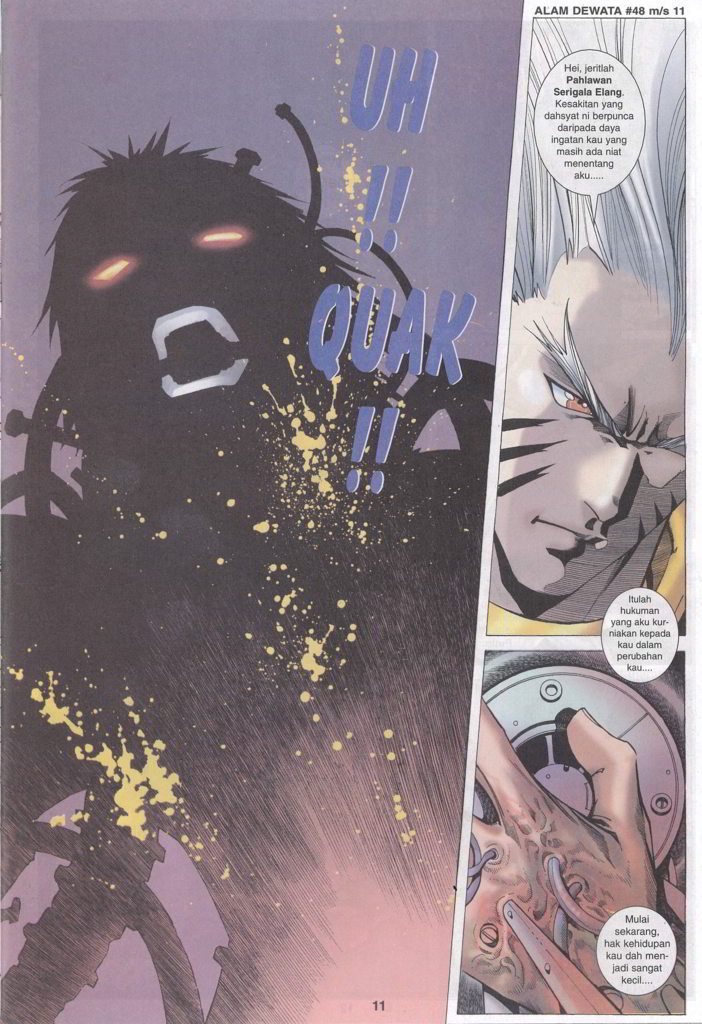 ALAM DEWATA #48 m/s 11
UH
!!
QUAK
!!
Hei, jeritlah
Pahlawan
Serigala Elang.
Kesakitan yang
dahsyat ni berpunca
daripada daya
ingatan kau yang
masih ada niat
menentang
aku.....
Itulah
hukuman
yang aku kur-
niakan kepada
kau dalam
perubahan
kau....
Mulai
sekarang,
hak kehidupan
kau dah men-
jadi sangat
kecil....
11